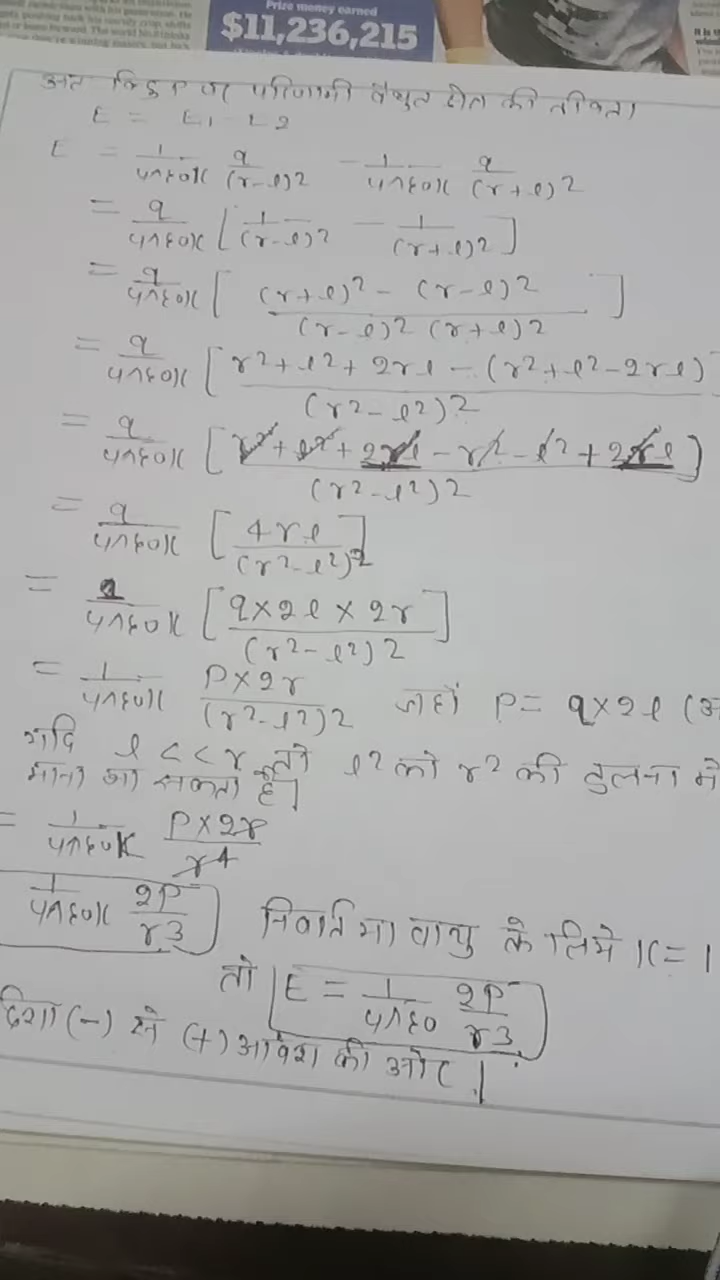 Prize money earned
$11,236,215
अत बिन्दु P पर परिणामी वैधुत क्षेत्र की तीव्रता
E = E1 - E2
E = 1/4πε0K q/(r-l)2 - 1/4πε0K q/(r+l)2
= q/4πε0K [1/(r-l)2 - 1/(r+l)2]
= q/4πε0K [(r+l)2 - (r-l)2 / (r-l)2 (r+l)2]
= q/4πε0K [r2+l2+2rl - (r2+l2-2rl) / (r2-l2)2
= q/4πε0K [r2+l2+2rl - r2 - l2 + 2rl / (r2-l2)2]
= q/4πε0K [4rl / (r2-l2)2]
= 1/4πε0K [q×2l×2r / (r2-l2)2]
= 1/4πε0K P×2r/(r2-l2)2 जहाँ P = q×2l
यदि l << r तो l2 को r2 की तुलना में
माना जा सकता है।
= 1/4πε0K P×2r/r4
1/4πε0K 2P/r3 निर्वात या वायु के लिये K = 1
तो E = 1/4πε0 2P/r3
दिशा (-) से (+) आवेश की ओर।